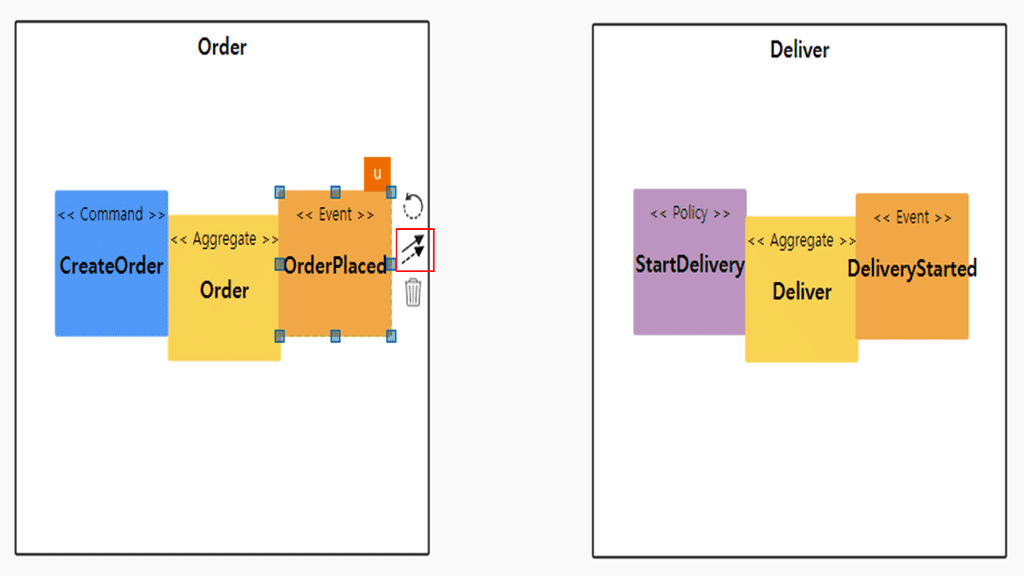 Order
u
<< Command >>
CreateOrder
<< Aggregate >>
Order
<< Event >>
OrderPlaced
Deliver
<< Policy >>
StartDelivery
<< Aggregate >>
Deliver
<< Event >>
DeliveryStarted